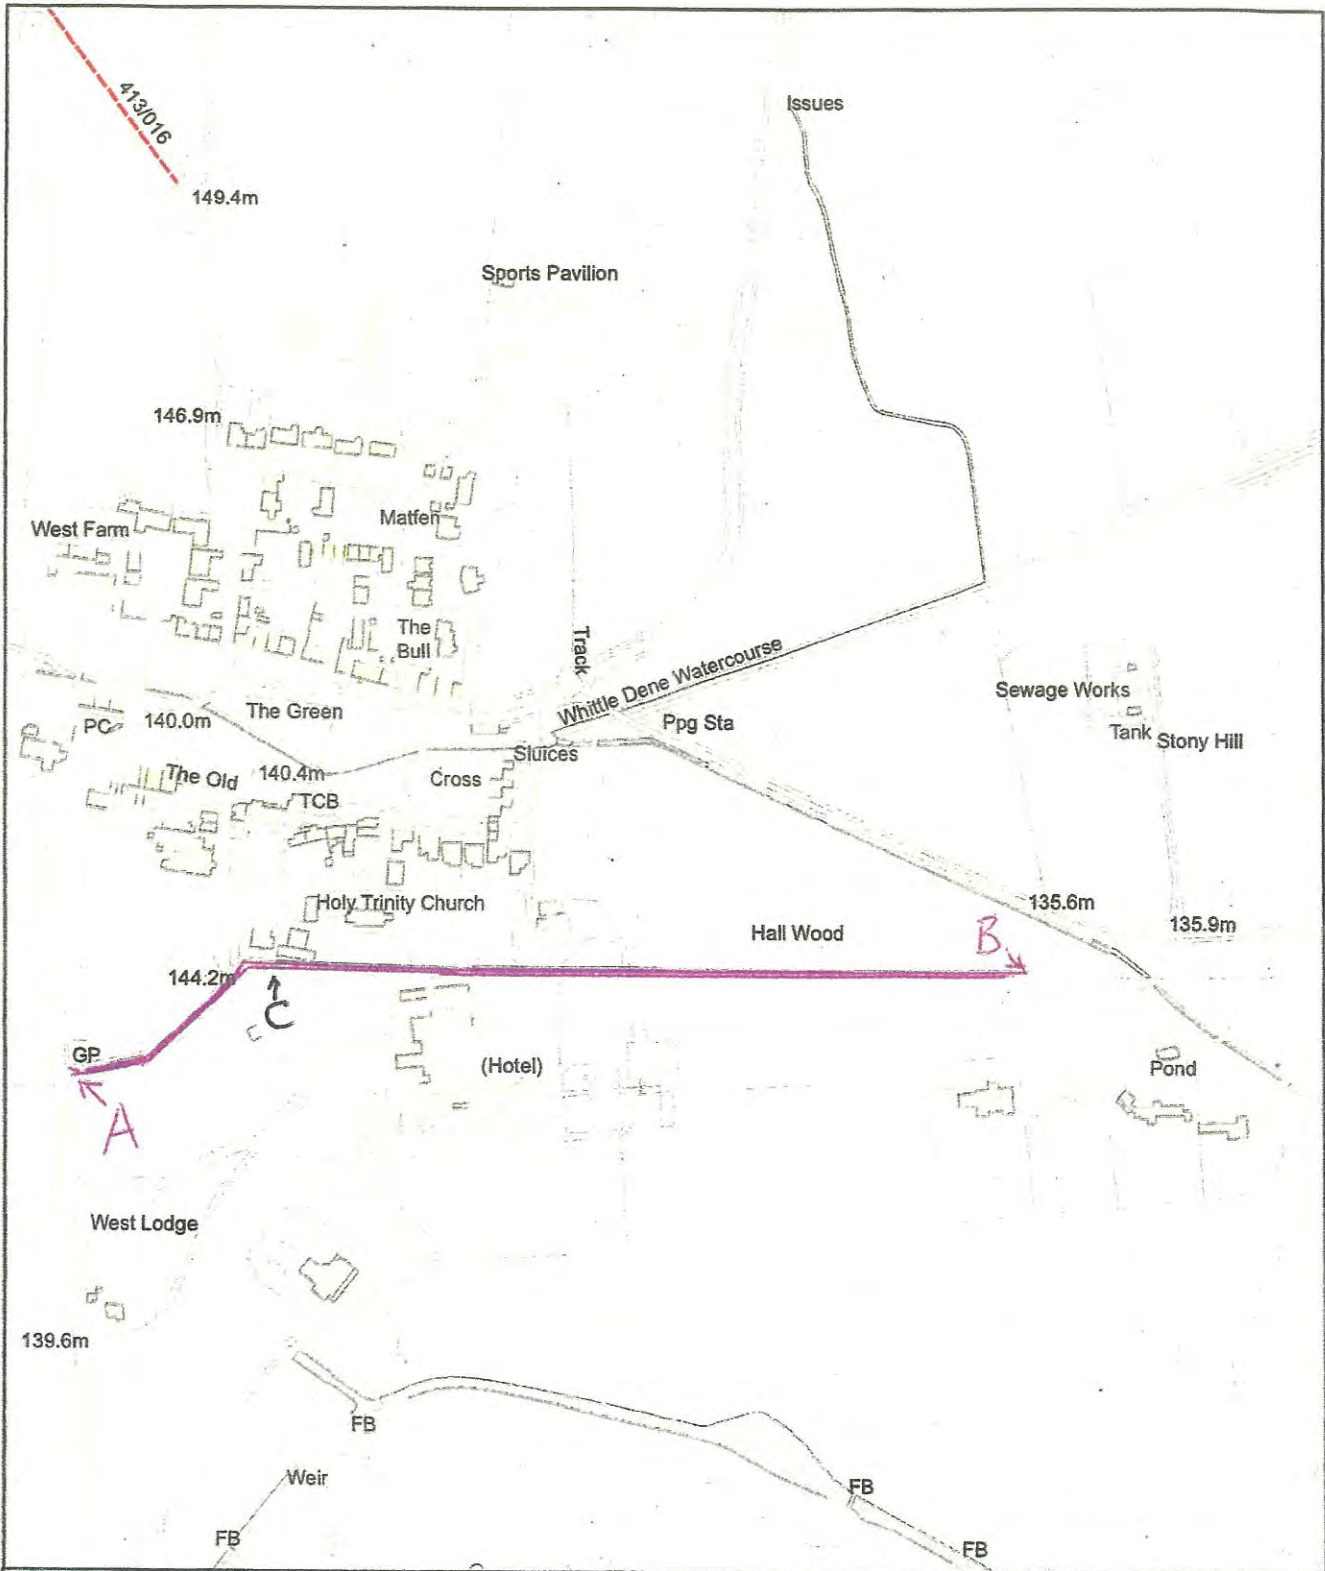 413/016
Issues
149.4m
Sports Pavilion
146.9m
Matfen
West Farm
The
Bull
Track
Whittle Dene Watercourse
Sewage Works
The Green
140.0m
PC
Ppg Sta
Tank
Stony Hill
Sluices
The Old
140.4m
Cross
TCB
Holy Trinity Church
135.6m
135.9m
Hall Wood
B
144.2m
C
GP
(Hotel)
Pond
A
West Lodge
139.6m
FB
Weir
FB
FB
FB